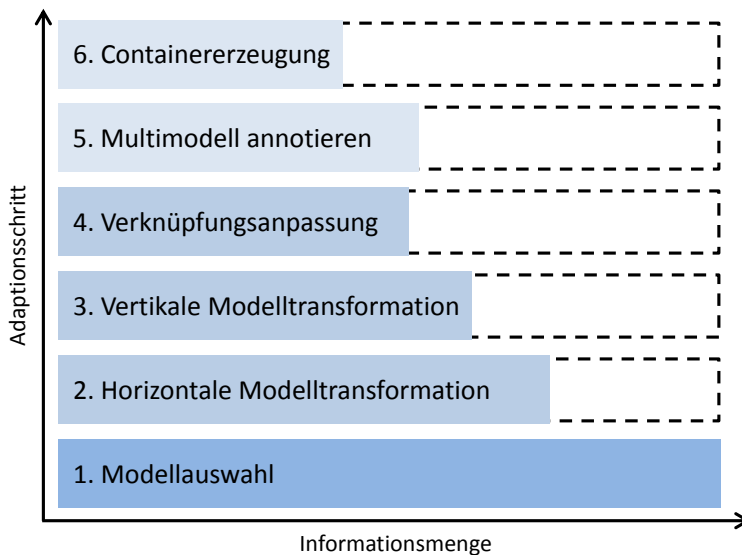 6. Containererzeugung
5. Multimodell annotieren
4. Verknüpfungsanpassung
3. Vertikale Modelltransformation
2. Horizontale Modelltransformation
1. Modellauswahl
Adaptionsschritt
Informationsmenge